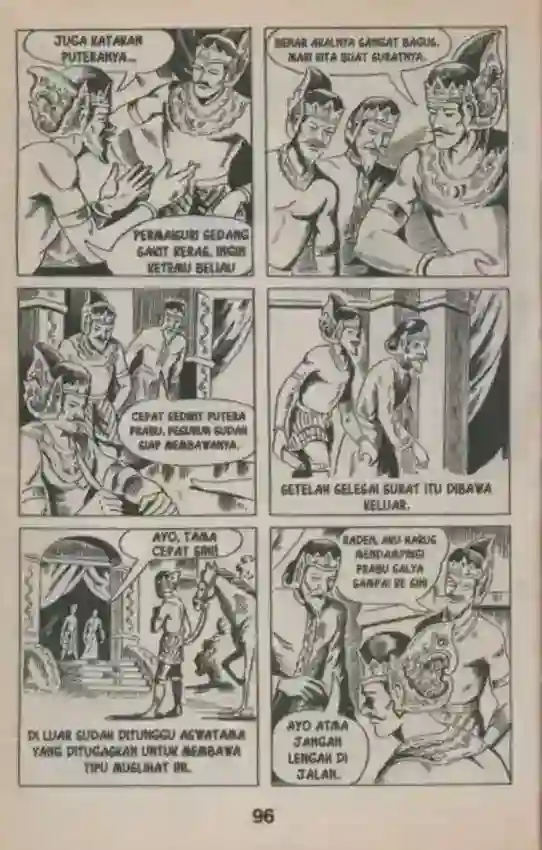 JUGA KATAKAN
PUTERANYA...
PERMAISURI SEDANG
SAKIT KERAS, INGIN
KETEMU BELIAU
BENAR AKALNYA SANGAT BAGUS.
MARI KITA BUAT SURATNYA.
CEPAT SEDIKIT PUTERA
PRABU, PESURUH SUDAH
SIAP MEMBAWANYA.
SETELAH SELESAI SURAT ITU DIBAWA
KELUAR.
AYO, TAMA
CEPAT SINI!
DI LUAR SUDAH DITUNGGU ASWATAMA
YANG DITUGASKAN UNTUK MEMBAWA
TIPU MUSLIHAT INI.
RADEN, AKU HARUS
MENDAMPINGI
PRABU SALYA
SAMPAI KE SINI
AYO ATMA
JANGAN
LENGAH DI
JALAN.
96